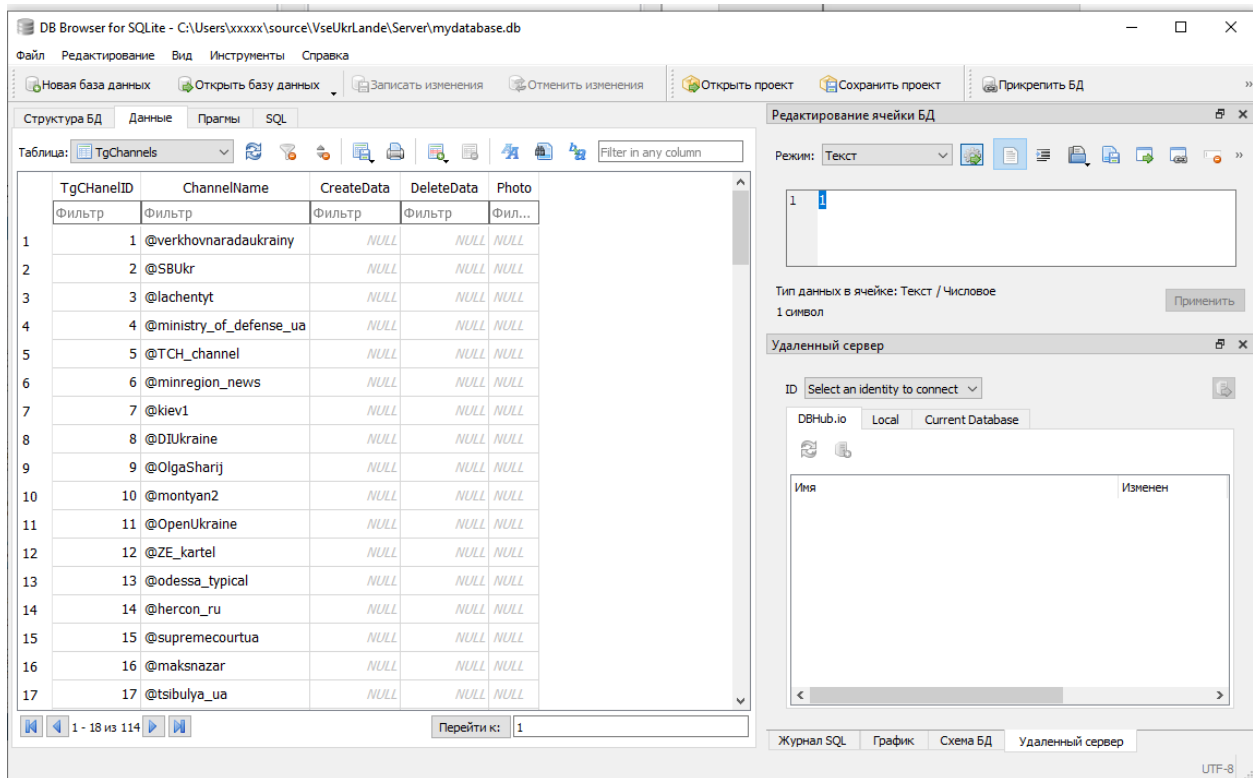 DB Browser for SQLite - C:\Users\xxxxx\source\VseUkrLande\Server\mydatabase.db
Файл Редактирование Вид Инструменты Справка
Новая база данных Открыть базу данных Записать изменения Отменить изменения Открыть проект Сохранить проект Прикрепить БД »
Структура БД Данные Прагмы SQL
Таблица: TgChannels Filter in any column
TgCHanelID ChannelName CreateData DeleteData Photo
Фильтр Фильтр Фильтр Фильтр Фил...
1 1 @verkhovnaradaukrainy NULL NULL NULL
2 2 @SBUkr NULL NULL NULL
3 3 @lachentyt NULL NULL NULL
4 4 @ministry_of_defense_ua NULL NULL NULL
5 5 @TCH_channel NULL NULL NULL
6 6 @minregion_news NULL NULL NULL
7 7 @kiev1 NULL NULL NULL
8 8 @DIUkraine NULL NULL NULL
9 9 @OlgaSharij NULL NULL NULL
10 10 @montyan2 NULL NULL NULL
11 11 @OpenUkraine NULL NULL NULL
12 12 @ZE_kartel NULL NULL NULL
13 13 @odessa_typical NULL NULL NULL
14 14 @hercon_ru NULL NULL NULL
15 15 @supremecourtua NULL NULL NULL
16 16 @maksnazar NULL NULL NULL
17 17 @tsibulya_ua NULL NULL NULL
1 - 18 из 114 Перейти к: 1
Редактирование ячейки БД
Режим: Текст »
1 1
Тип данных в ячейке: Текст / Числовое
1 символ
Применить
Удаленный сервер
ID Select an identity to connect
DBHub.io Local Current Database
Имя Изменен
Журнал SQL График Схема БД Удаленный сервер
UTF-8